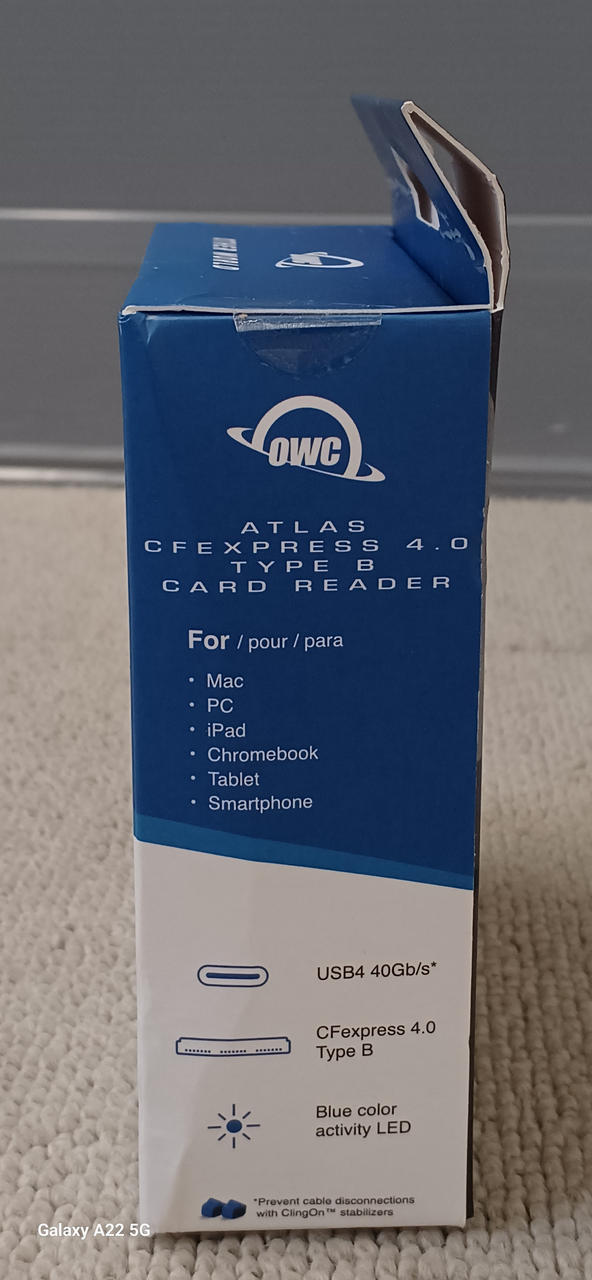 OWC
ATLAS
CFEXPRESS 4.0
TYPE B
CARD READER
For / pour / para
• Mac
• PC
• iPad
• Chromebook
• Tablet
• Smartphone
USB4 40Gb/s*
CFexpress 4.0
Type B
Blue color
activity LED
*Prevent cable disconnections
with ClingOn™ stabilizers
Galaxy A22 5G